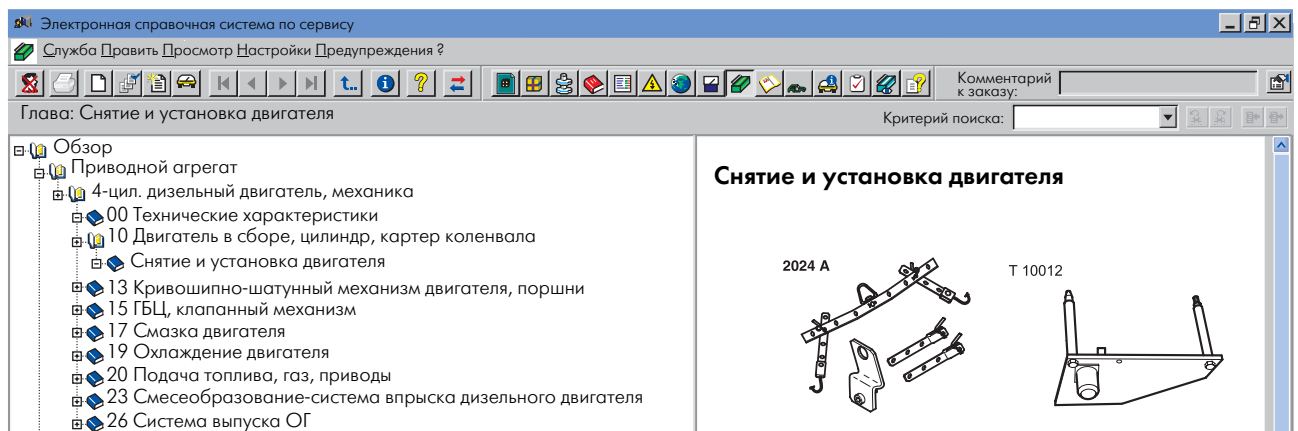 Электронная справочная система по сервису
Служба Править Просмотр Настройки Предупреждения ?
Комментарий
к заказу:
Глава: Снятие и установка двигателя
Критерий поиска:
Обзор
Приводной агрегат
4-цил. дизельный двигатель, механика
00 Технические характеристики
10 Двигатель в сборе, цилиндр, картер коленвала
Снятие и установка двигателя
13 Кривошипно-шатунный механизм двигателя, поршни
15 ГБЦ, клапанный механизм
17 Смазка двигателя
19 Охлаждение двигателя
20 Подача топлива, газ, приводы
23 Смесеобразование-система впрыска дизельного двигателя
26 Система выпуска ОГ
Снятие и установка двигателя
2024 A
T 10012